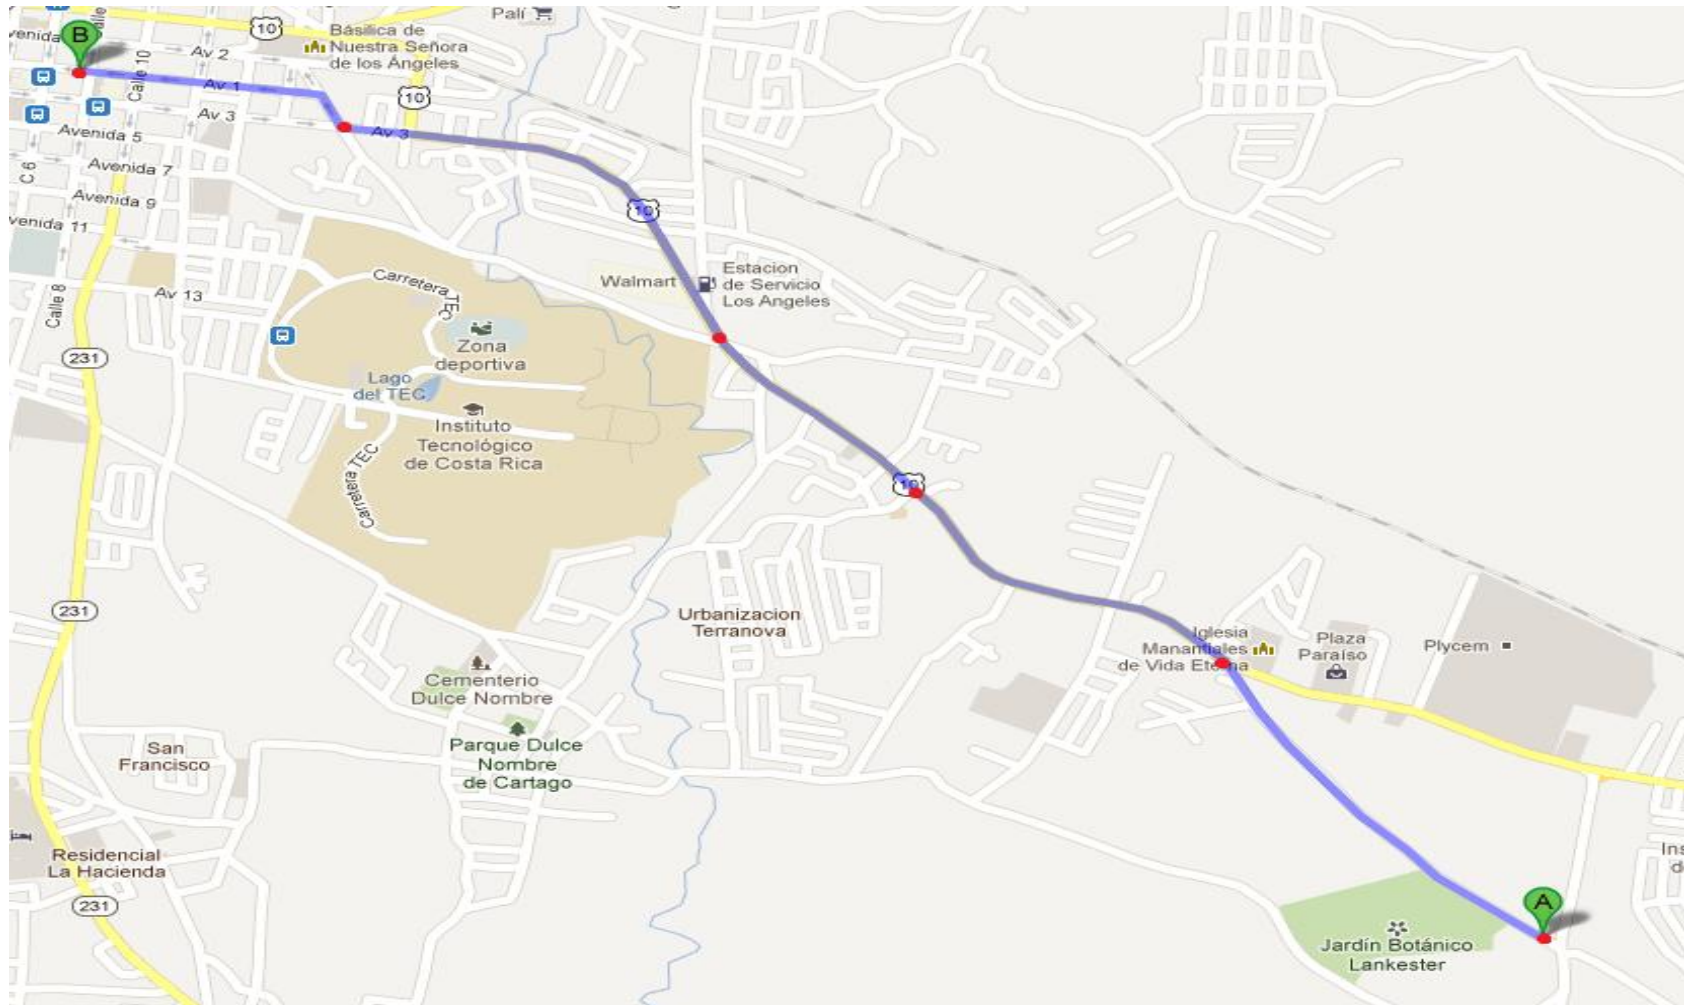 Palí
10
Básilica de
Nuestra Señora
de los Ángeles
B
Av 2
Calle 10
Av 1
10
Av 3
Av 3
Avenida 5
Avenida 7
C 6
Avenida 9
10
venida 11
Carretera TEC
Walmart
Estacion
de Servicio
Los Angeles
Av 13
Calle 8
231
Zona
deportiva
Lago
del TEC
Instituto
Tecnológico
de Costa Rica
Carretera TEC
10
231
Urbanizacion
Terranova
Iglesia
Manantiales
de Vida Eterna
Plaza
Paraíso
Plycem
Cementerio
Dulce Nombre
Parque Dulce
Nombre
de Cartago
San
Francisco
Residencial
La Hacienda
231
A
Jardín Botánico
Lankester